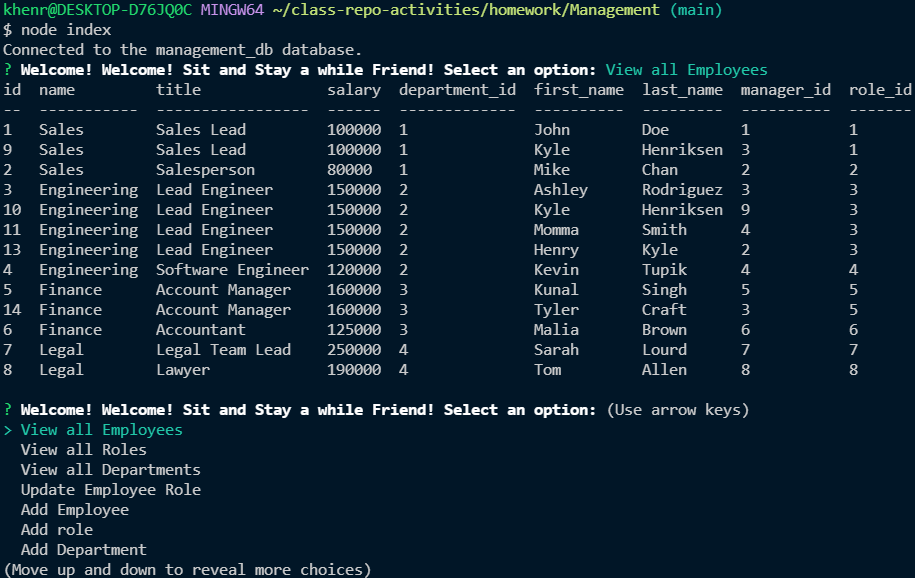 khenr@DESKTOP-D76JQ0C MINGW64 ~/class-repo-activities/homework/Management (main)
$ node index
Connected to the management_db database.
? Welcome! Welcome! Sit and Stay a while Friend! Select an option: View all Employees
id  name         title              salary  department_id  first_name  last_name  manager_id  role_id
--  -----------  -----------------  ------  -------------  ----------  ---------  ----------  -------
1   Sales        Sales Lead         100000  1              John        Doe        1           1
9   Sales        Sales Lead         100000  1              Kyle        Henriksen  3           1
2   Sales        Salesperson        80000   1              Mike        Chan       2           2
3   Engineering  Lead Engineer      150000  2              Ashley      Rodriguez  3           3
10  Engineering  Lead Engineer      150000  2              Kyle        Henriksen  9           3
11  Engineering  Lead Engineer      150000  2              Momma       Smith      4           3
13  Engineering  Lead Engineer      150000  2              Henry       Kyle       2           3
4   Engineering  Software Engineer  120000  2              Kevin       Tupik      4           4
5   Finance      Account Manager    160000  3              Kunal       Singh      5           5
14  Finance      Account Manager    160000  3              Tyler       Craft      3           5
6   Finance      Accountant         125000  3              Malia       Brown      6           6
7   Legal        Legal Team Lead    250000  4              Sarah       Lourd      7           7
8   Legal        Lawyer             190000  4              Tom         Allen      8           8
? Welcome! Welcome! Sit and Stay a while Friend! Select an option: (Use arrow keys)
> View all Employees
  View all Roles
  View all Departments
  Update Employee Role
  Add Employee
  Add role
  Add Department
(Move up and down to reveal more choices)